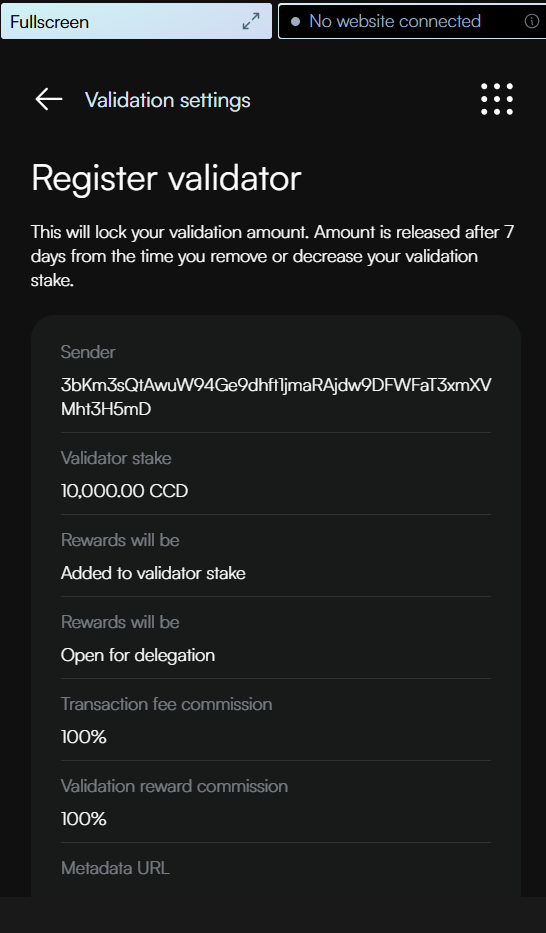 Fullscreen
No website connected
Validation settings
Register validator
This will lock your validation amount. Amount is released after 7
days from the time you remove or decrease your validation
stake.
Sender
3bKm3sQtAwuW94Ge9dhft1jmaRAjdw9DFWFaT3xmXV
Mht3H5mD
Validator stake
10,000.00 CCD
Rewards will be
Added to validator stake
Rewards will be
Open for delegation
Transaction fee commission
100%
Validation reward commission
100%
Metadata URL